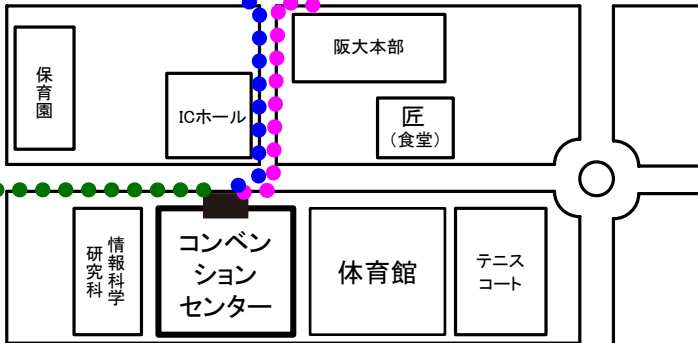 保育園
ICホール
阪大本部
匠
（食堂）
情報科学
研究科
コンベン
ション
センター
体育館
テニス
コート